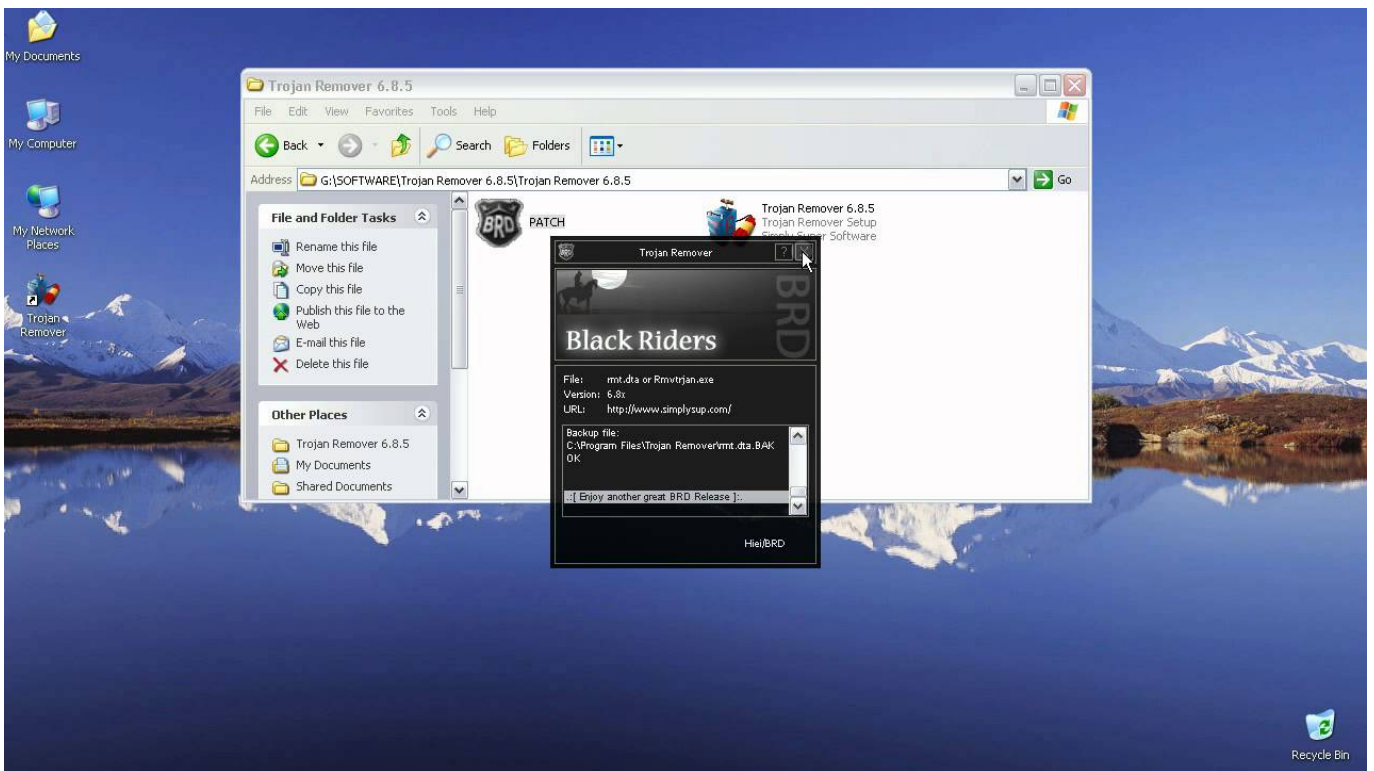 My Documents
My Computer
My Network
Places
Trojan
Remover
Trojan Remover 6.8.5
File Edit View Favorites Tools Help
Back Search Folders
Address G:\SOFTWARE\Trojan Remover 6.8.5\Trojan Remover 6.8.5 Go
File and Folder Tasks
Rename this file
Move this file
Copy this file
Publish this file to the
Web
E-mail this file
Delete this file
Other Places
Trojan Remover 6.8.5
My Documents
Shared Documents
BRD
PATCH
Trojan Remover 6.8.5
Trojan Remover Setup
Simply Super Software
Trojan Remover ?
BRD
Black Riders
File: rmt.dta or Rmvtrjan.exe
Version: 6.8x
URL: http://www.simplysup.com/
Backup file:
C:\Program Files\Trojan Remover\rmt.dta.BAK
OK
.:[ Enjoy another great BRD Release ]:.
Hiei/BRD
Recycle Bin